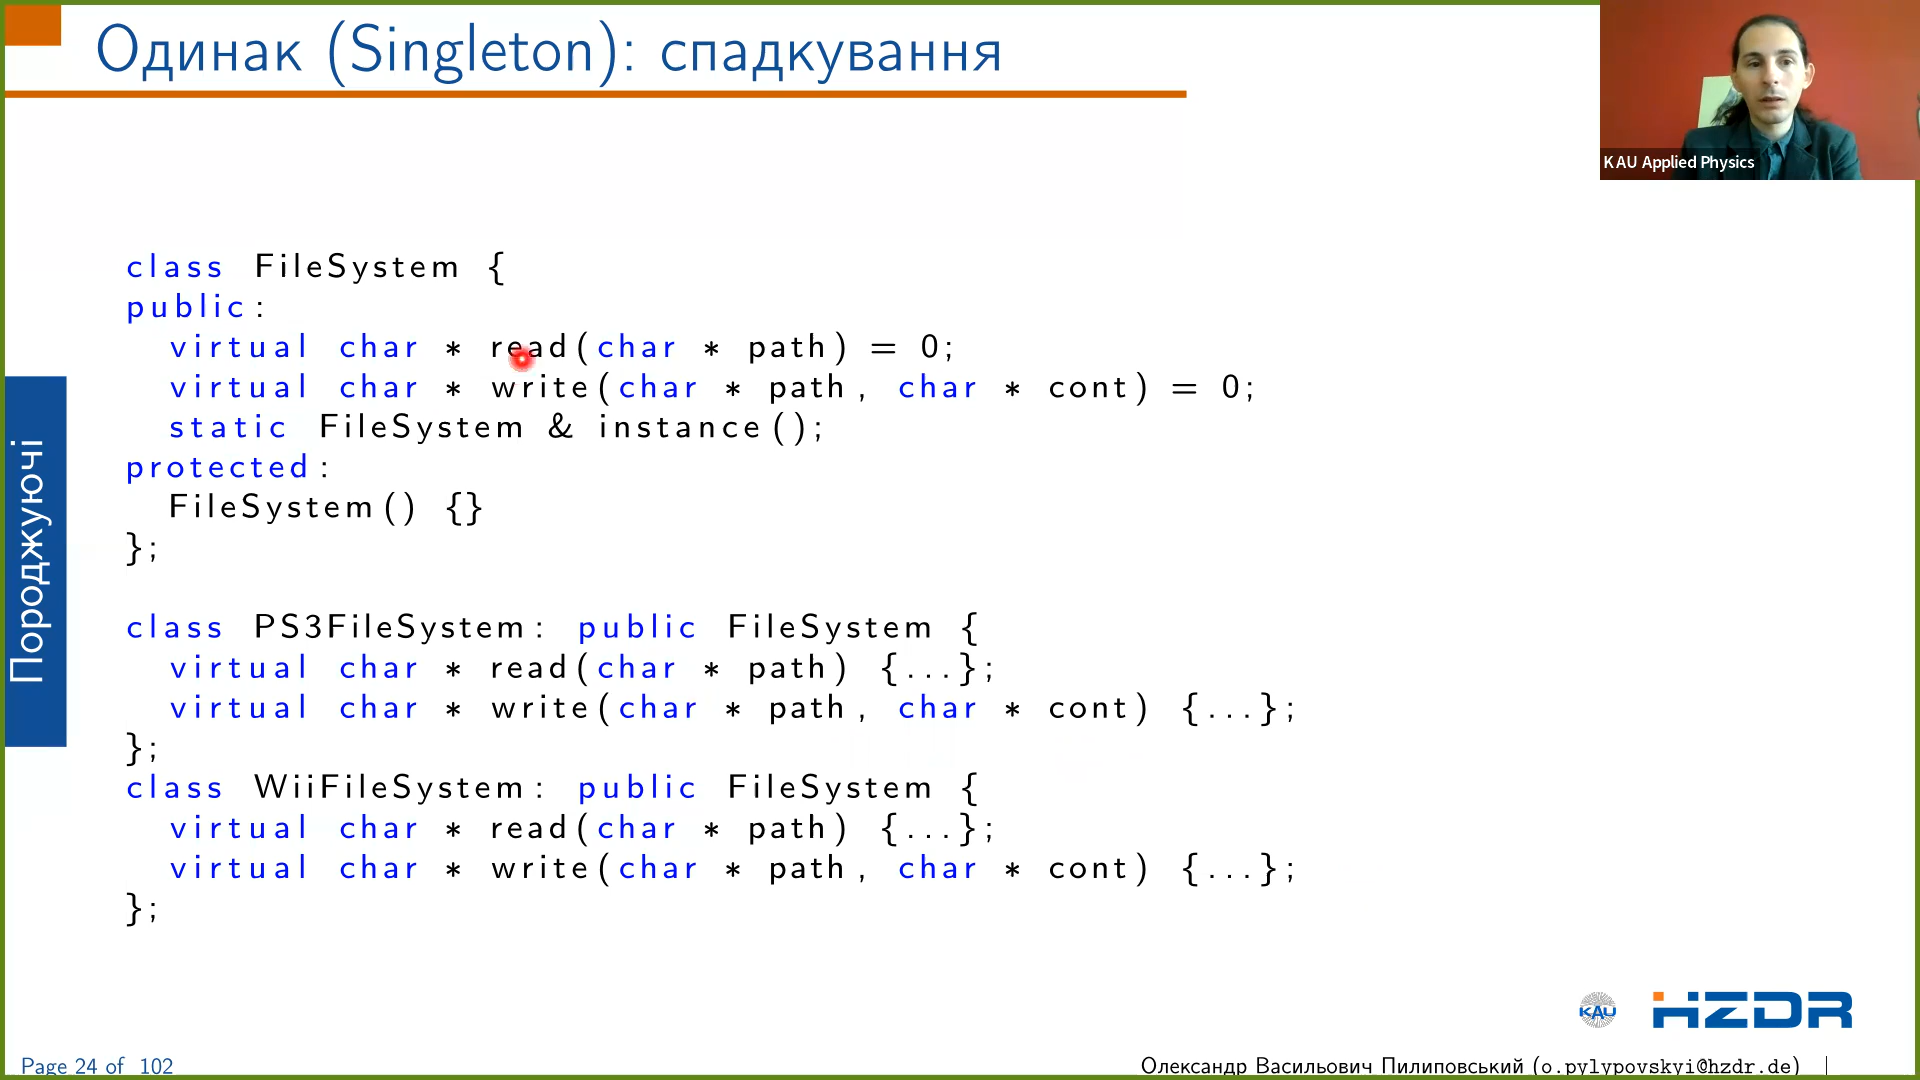 Одинак (Singleton): спадкування
KAU Applied Physics
class FileSystem {
public:
virtual char * read(char * path) = 0;
virtual char * write(char * path, char * cont) = 0;
static FileSystem & instance();
protected:
FileSystem() {}
};
class PS3FileSystem: public FileSystem {
virtual char * read(char * path) {...};
virtual char * write(char * path, char * cont) {...};
};
class WiiFileSystem: public FileSystem {
virtual char * read(char * path) {...};
virtual char * write(char * path, char * cont) {...};
};
Породжуючі
KAU
HZDR
Page 24 of 102
Олександр Васильович Пилиповський (o.pylypovskyi@hzdr.de) |